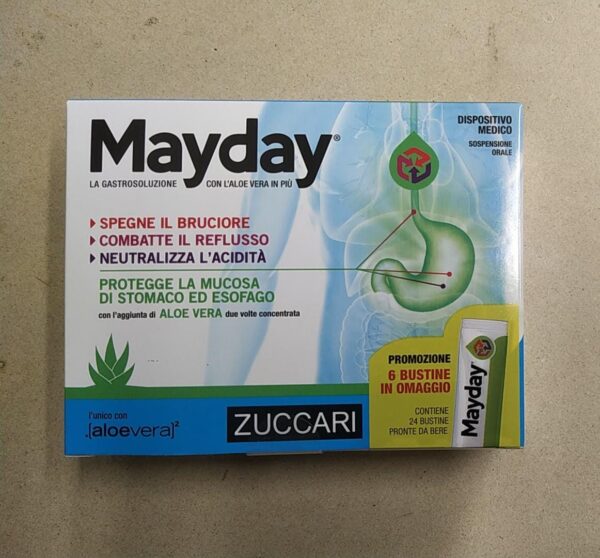 Mayday®
LA GASTROSOLUZIONE CON L'ALOE VERA IN PIÙ
DISPOSITIVO
MEDICO
SOSPENSIONE
ORALE
SPEGNE IL BRUCIORE
COMBATTE IL REFLUSSO
NEUTRALIZZA L'ACIDITÀ
PROTEGGE LA MUCOSA
DI STOMACO ED ESOFAGO
con l'aggiunta di ALOE VERA due volte concentrata
l'unico con
.[aloevera]²
ZUCCARI
PROMOZIONE
6 BUSTINE
IN OMAGGIO
CONTIENE
24 BUSTINE
PRONTE DA BERE
Mayday